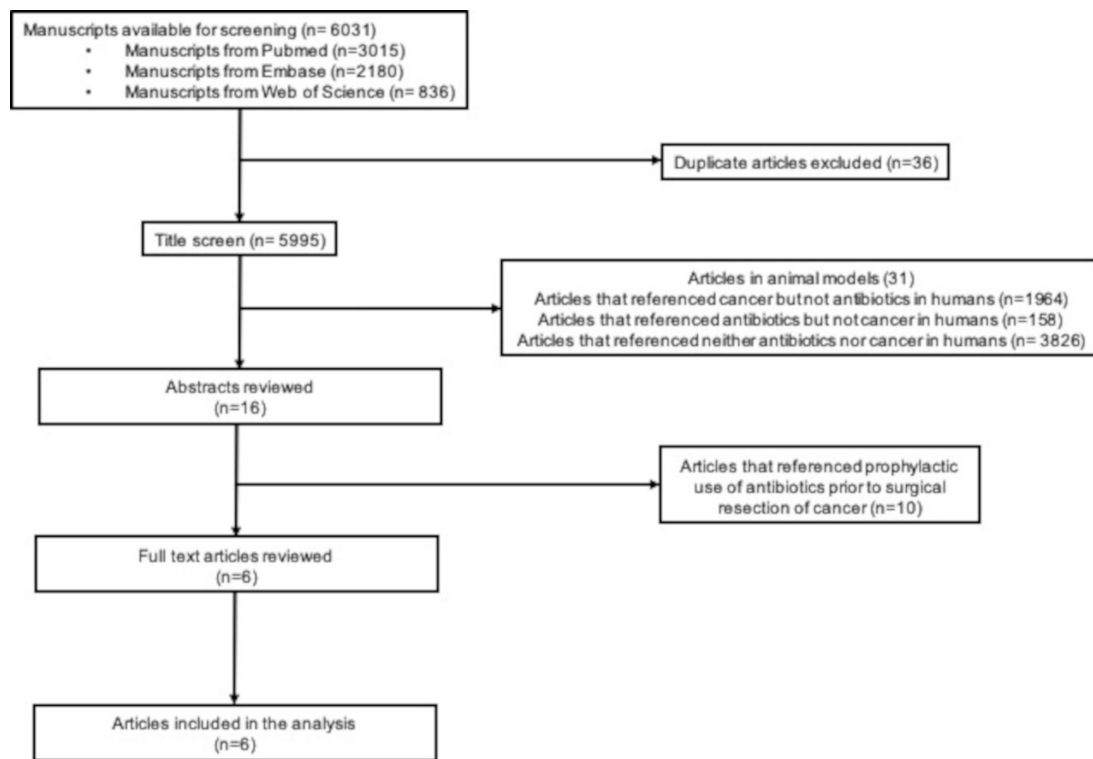 Manuscripts available for screening (n= 6031)
• Manuscripts from Pubmed (n=3015)
• Manuscripts from Embase (n=2180)
• Manuscripts from Web of Science (n= 836)
Duplicate articles excluded (n=36)
Title screen (n= 5995)
Articles in animal models (31)
Articles that referenced cancer but not antibiotics in humans (n=1964)
Articles that referenced antibiotics but not cancer in humans (n=158)
Articles that referenced neither antibiotics nor cancer in humans (n= 3826)
Abstracts reviewed
(n=16)
Articles that referenced prophylactic
use of antibiotics prior to surgical
resection of cancer (n=10)
Full text articles reviewed
(n=6)
Articles included in the analysis
(n=6)